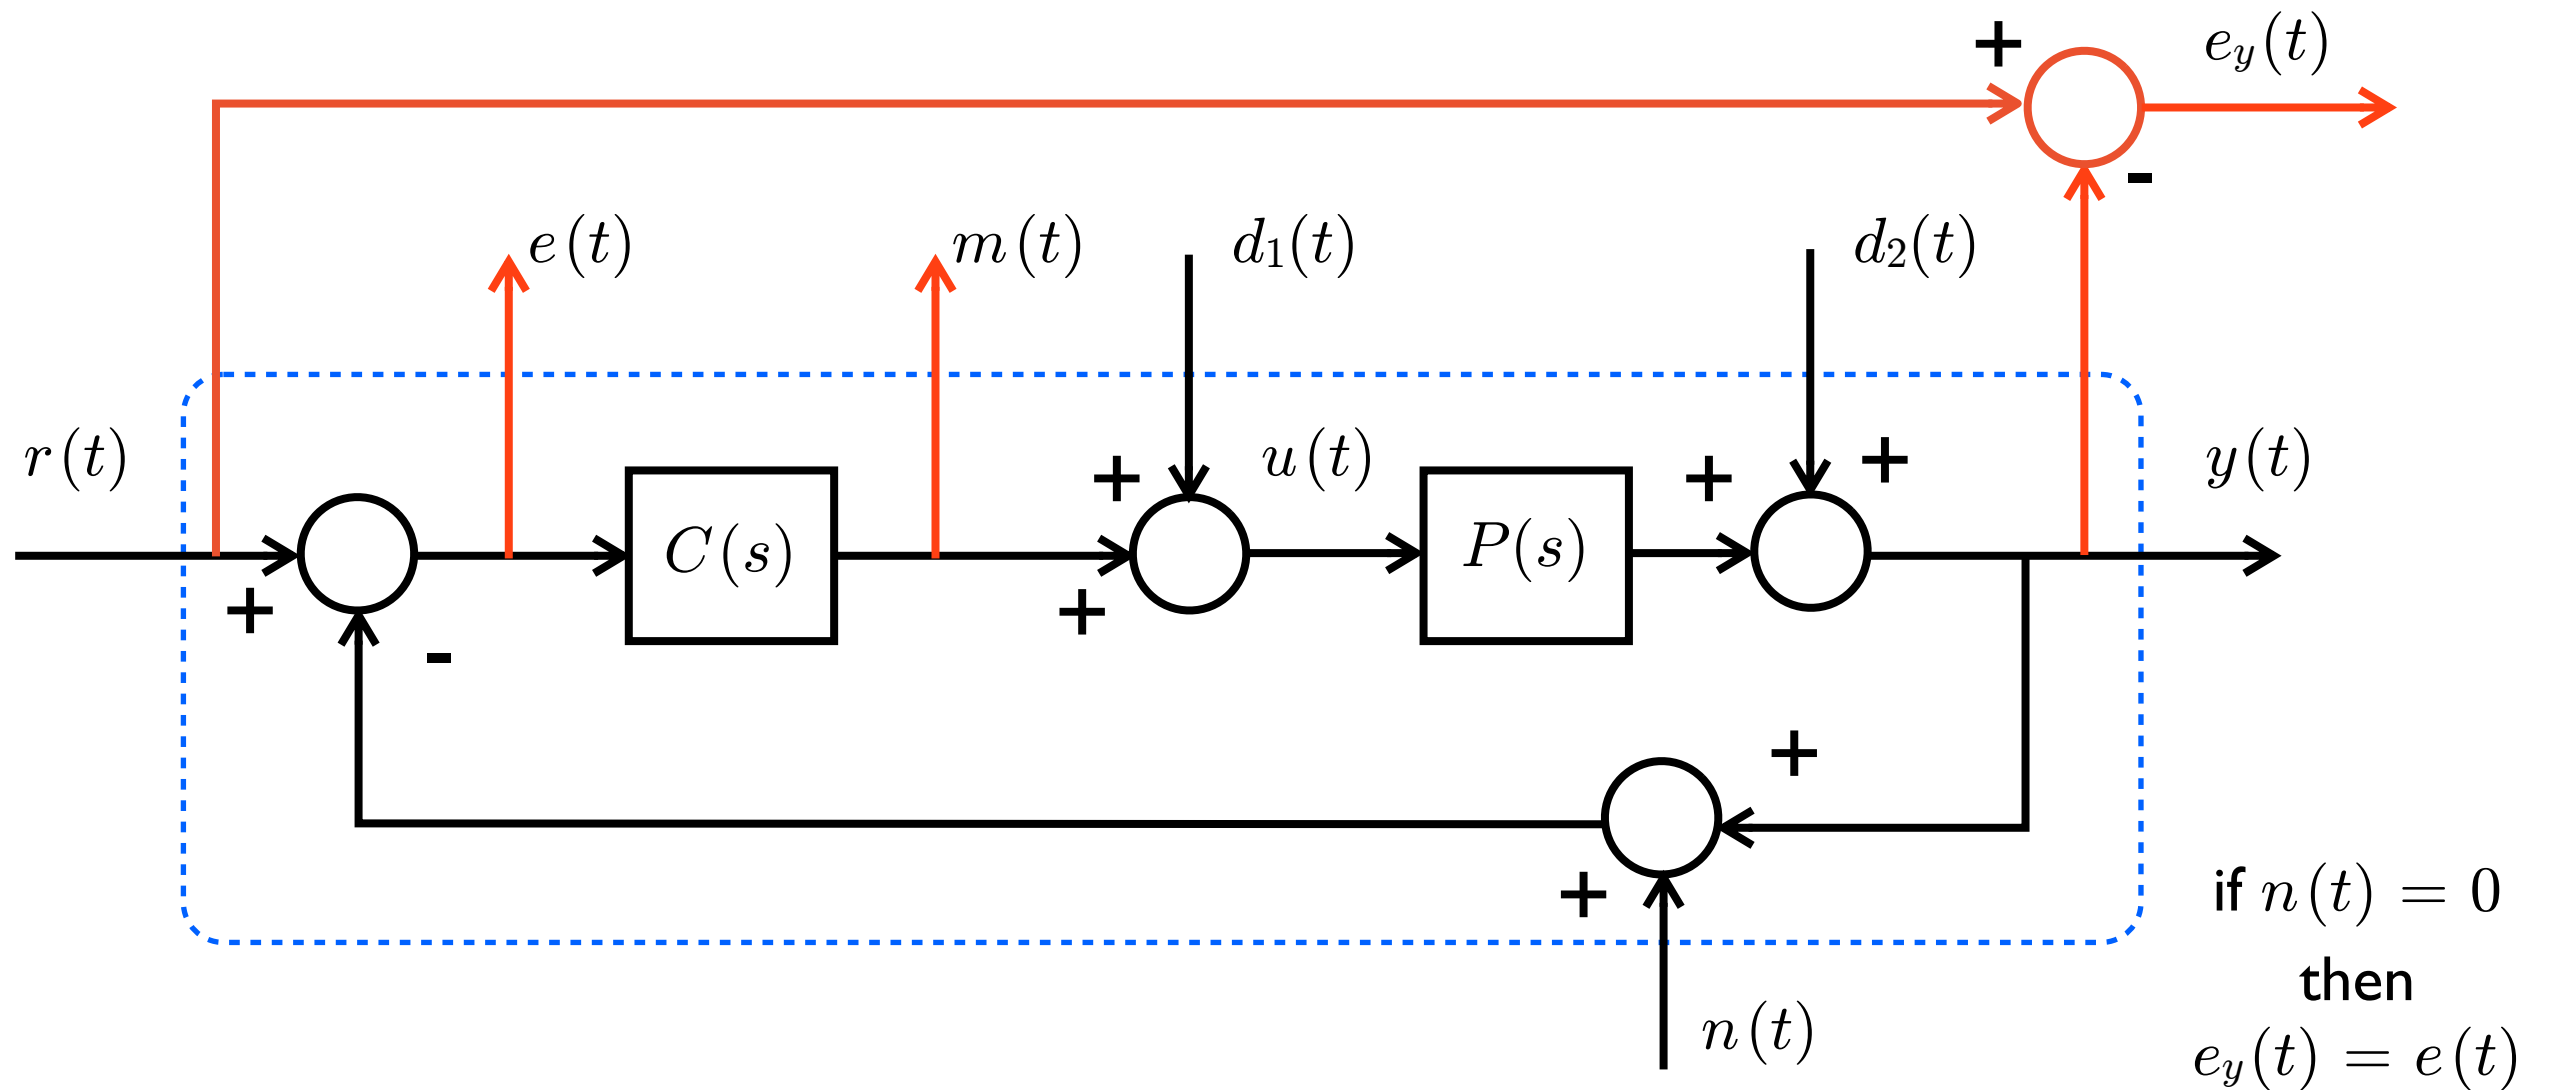 +
e_y(t)
-
e(t)
m(t)
d_1(t)
d_2(t)
r(t)
+
u(t)
+
+
y(t)
C(s)
P(s)
+
+
-
+
+
if n(t) = 0
then
n(t)
e_y(t) = e(t)